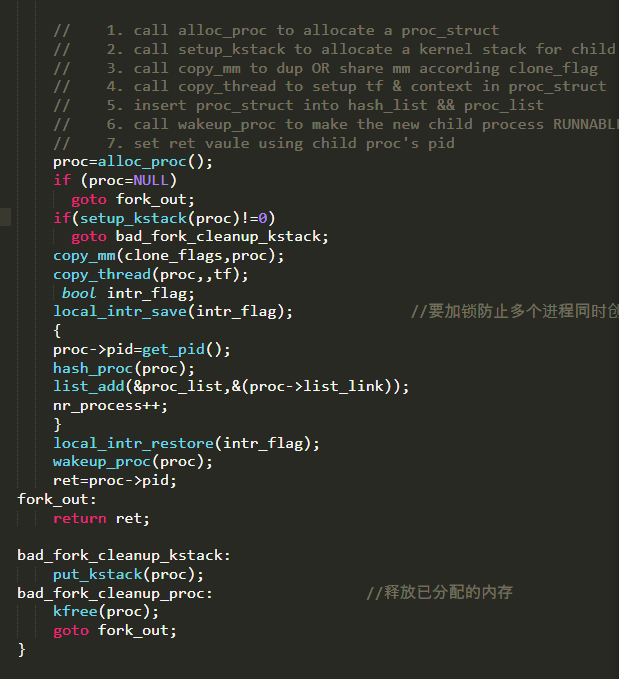 //    1. call alloc_proc to allocate a proc_struct
//    2. call setup_kstack to allocate a kernel stack for child
//    3. call copy_mm to dup OR share mm according clone_flag
//    4. call copy_thread to setup tf & context in proc_struct
//    5. insert proc_struct into hash_list && proc_list
//    6. call wakeup_proc to make the new child process RUNNABL
//    7. set ret vaule using child proc's pid
proc=alloc_proc();
if (proc=NULL)
goto fork_out;
if(setup_kstack(proc)!=0)
goto bad_fork_cleanup_kstack;
copy_mm(clone_flags,proc);
copy_thread(proc,,tf);
bool intr_flag;
local_intr_save(intr_flag);             //要加锁防止多个进程同时创
{
proc->pid=get_pid();
hash_proc(proc);
list_add(&proc_list,&(proc->list_link));
nr_process++;
}
local_intr_restore(intr_flag);
wakeup_proc(proc);
ret=proc->pid;
fork_out:
return ret;
bad_fork_cleanup_kstack:
put_kstack(proc);
bad_fork_cleanup_proc:                 //释放已分配的内存
kfree(proc);
goto fork_out;
}